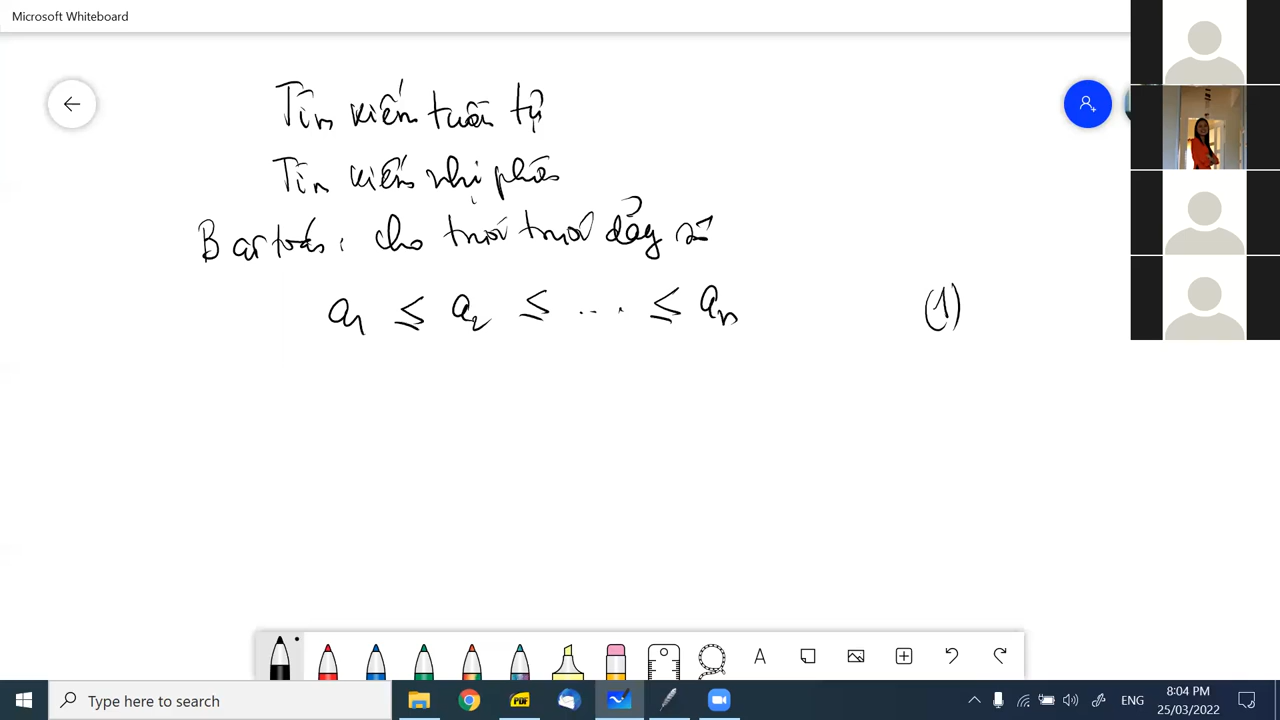 Microsoft Whiteboard
Tìm kiếm tuần tự
Tìm kiếm nhị phân
Bài toán: cho trước dãy số
a1 ≤ a2 ≤ ... ≤ an (1)
A
Type here to search
PDF
ENG
8:04 PM
25/03/2022